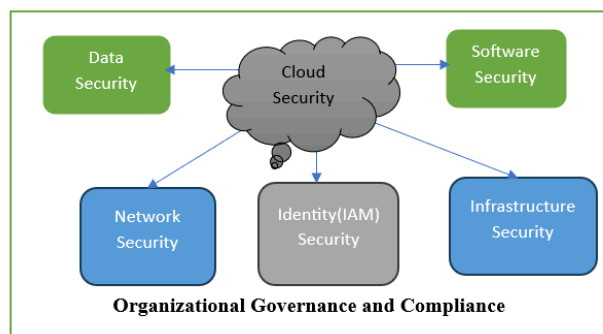 Data
Security
Cloud
Security
Software
Security
Network
Security
Identity(IAM)
Security
Infrastructure
Security
Organizational Governance and Compliance